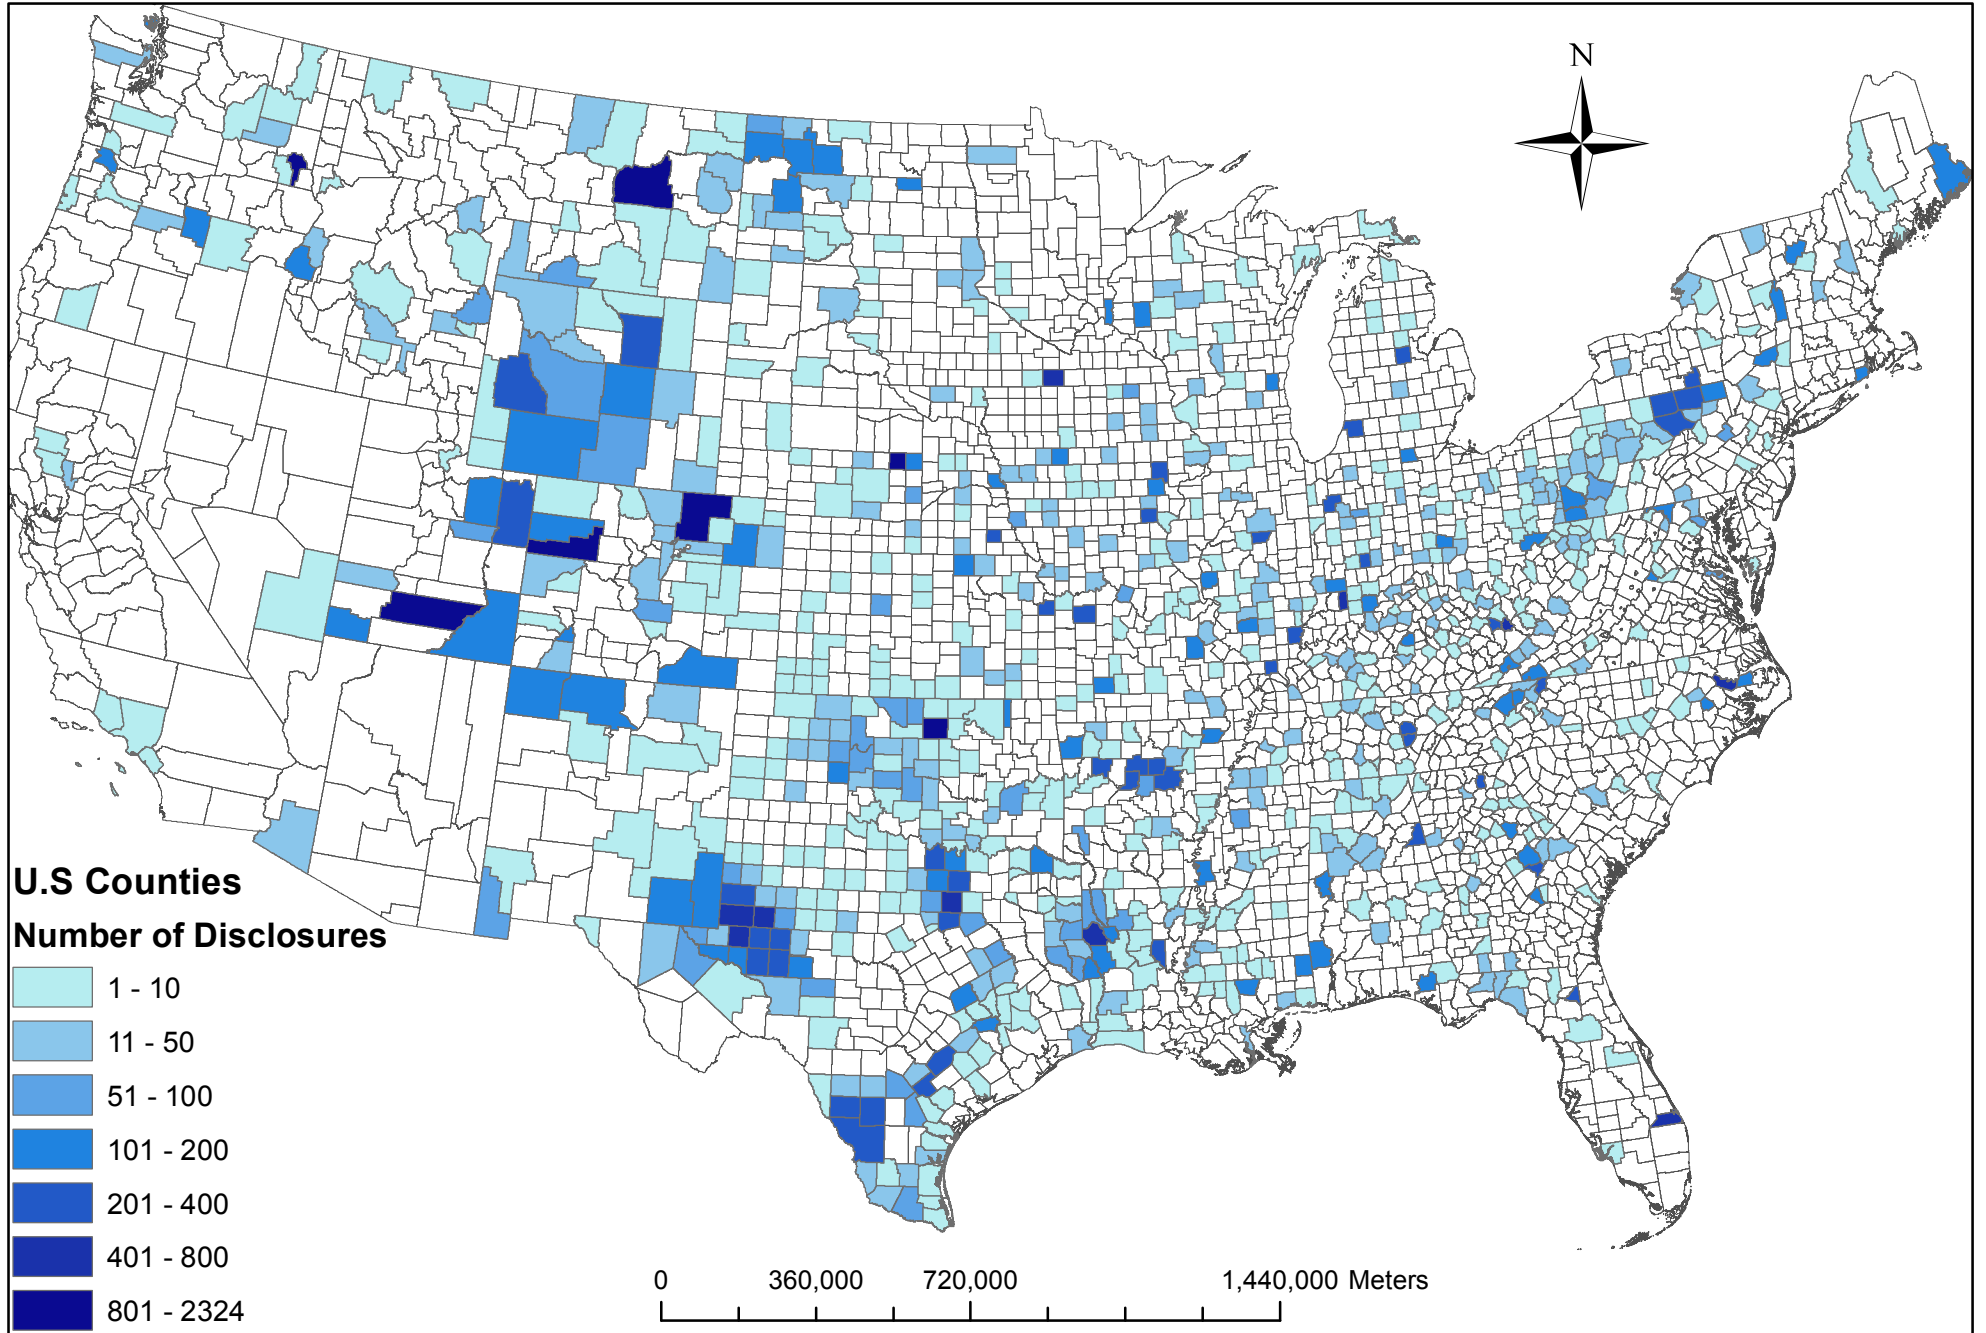 N
U.S Counties
Number of Disclosures
1 - 10
11 - 50
51 - 100
101 - 200
201 - 400
401 - 800
801 - 2324
0 360,000 720,000 1,440,000 Meters